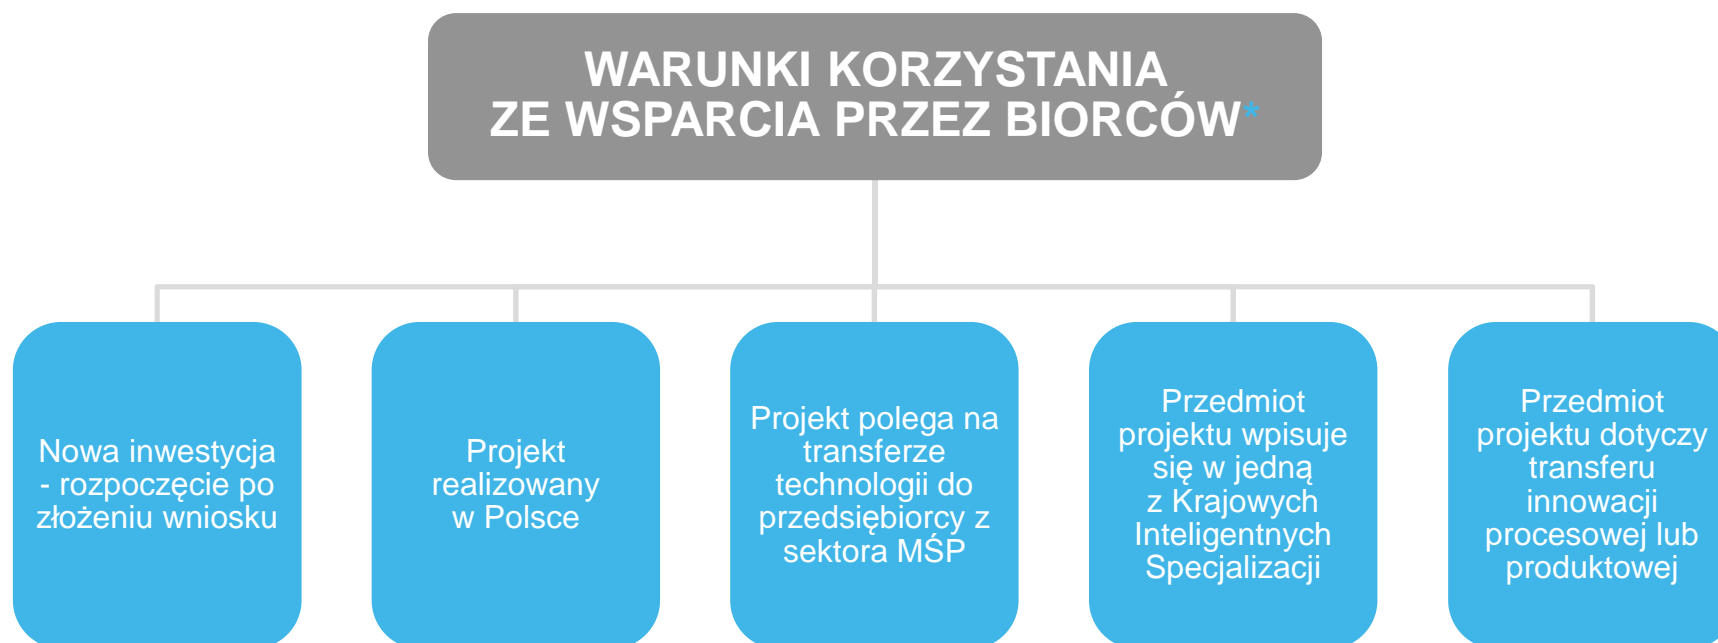 WARUNKI KORZYSTANIA
ZE WSPARCIA PRZEZ BIORCÓW*
Nowa inwestycja
- rozpoczęcie po
złożeniu wniosku
Projekt
realizowany
w Polsce
Projekt polega na
transferze
technologii do
przedsiębiorcy z
sektora MŚP
Przedmiot
projektu wpisuje
się w jedną
z Krajowych
Inteligentnych
Specjalizacji
Przedmiot
projektu dotyczy
transferu
innowacji
procesowej lub
produktowej